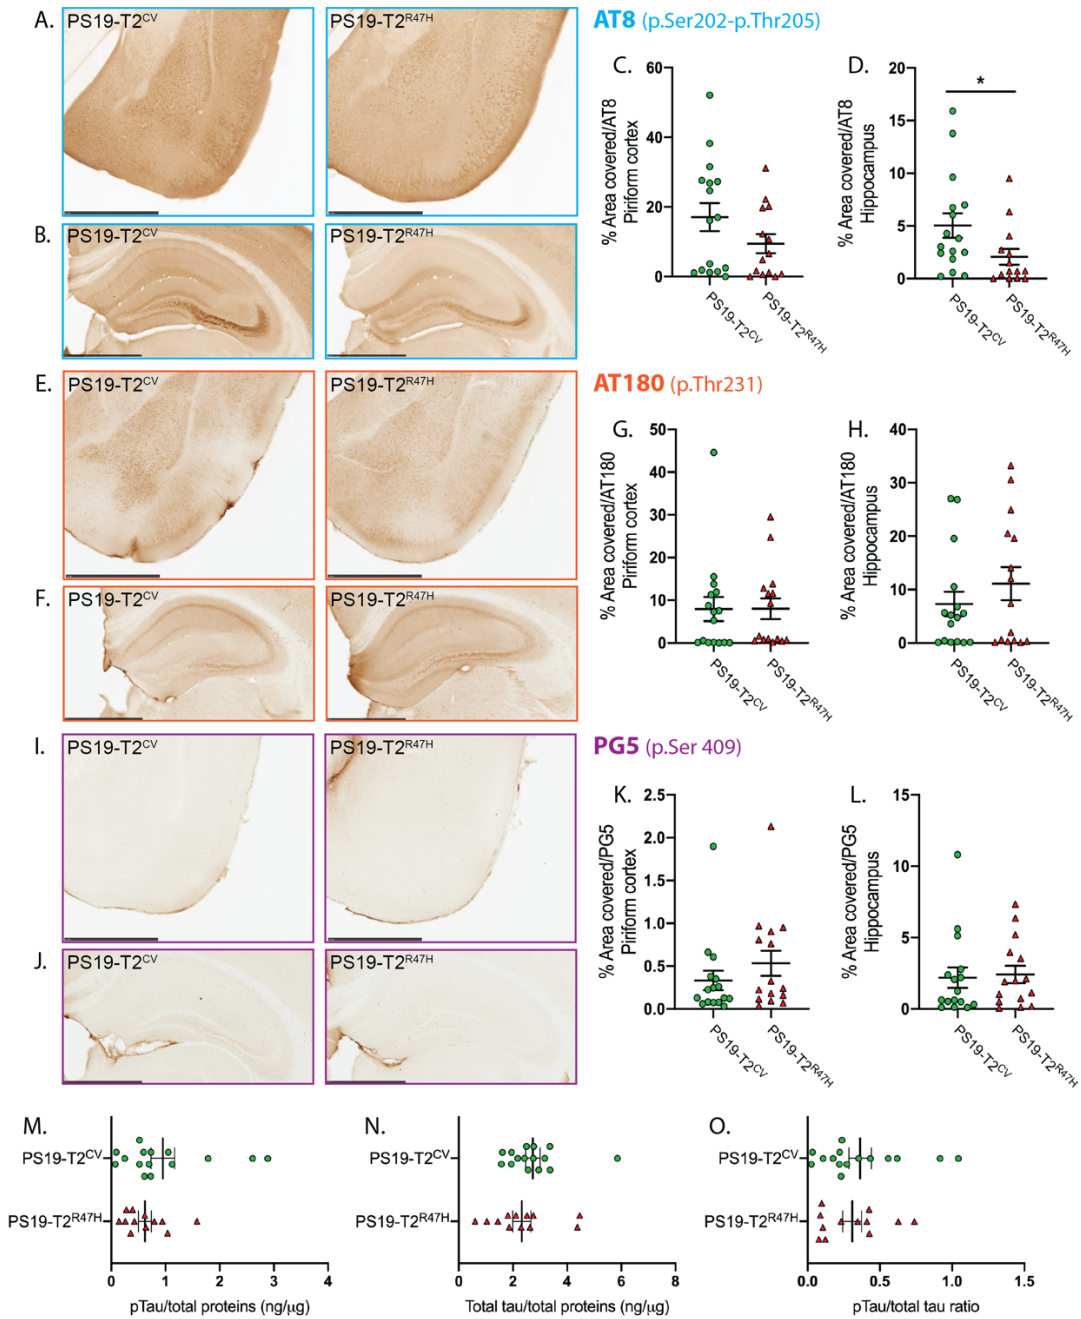 A.
PS19-T2CV
PS19-T2R47H
AT8 (p.Ser202-p.Thr205)
C.
% Area covered/AT8
Piriform cortex
60
40
20
0
PS19-T2CV
PS19-T2R47H
D.
% Area covered/AT8
Hippocampus
20
15
10
5
0
*
PS19-T2CV
PS19-T2R47H
B.
PS19-T2CV
PS19-T2R47H
E.
PS19-T2CV
PS19-T2R47H
AT180 (p.Thr231)
G.
% Area covered/AT180
Piriform cortex
50
40
30
20
10
0
PS19-T2CV
PS19-T2R47H
H.
% Area covered/AT180
Hippocampus
40
30
20
10
0
PS19-T2CV
PS19-T2R47H
F.
PS19-T2CV
PS19-T2R47H
I.
PS19-T2CV
PS19-T2R47H
PG5 (p.Ser 409)
K.
% Area covered/PG5
Piriform cortex
2.5
2.0
1.5
1.0
0.5
0.0
PS19-T2CV
PS19-T2R47H
L.
% Area covered/PG5
Hippocampus
15
10
5
0
PS19-T2CV
PS19-T2R47H
J.
PS19-T2CV
PS19-T2R47H
M.
PS19-T2CV
PS19-T2R47H
0 1 2 3 4
pTau/total proteins (ng/µg)
N.
PS19-T2CV
PS19-T2R47H
0 2 4 6 8
Total tau/total proteins (ng/µg)
O.
PS19-T2CV
PS19-T2R47H
0.0 0.5 1.0 1.5
pTau/total tau ratio